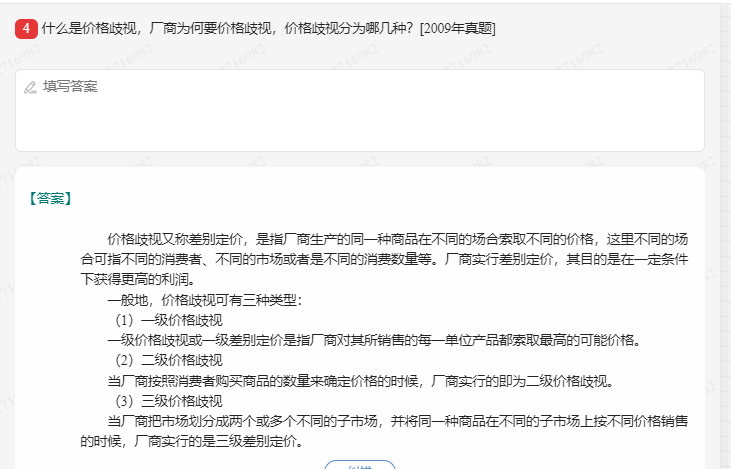 4 什么是价格歧视，厂商为何要价格歧视，价格歧视分为哪几种？[2009年真题]
填写答案
【答案】
价格歧视又称差别定价，是指厂商生产的同一种商品在不同的场合索取不同的价格，这里不同的场
合可指不同的消费者、不同的市场或者是不同的消费数量等。厂商实行差别定价，其目的是在一定条件
下获得更高的利润。
一般地，价格歧视可有三种类型：
（1）一级价格歧视
一级价格歧视或一级差别定价是指厂商对其所销售的每一单位产品都索取最高的可能价格。
（2）二级价格歧视
当厂商按照消费者购买商品的数量来确定价格的时候，厂商实行的即为二级价格歧视。
（3）三级价格歧视
当厂商把市场划分成两个或多个不同的子市场，并将同一种商品在不同的子市场上按不同价格销售
的时候，厂商实行的是三级差别定价。